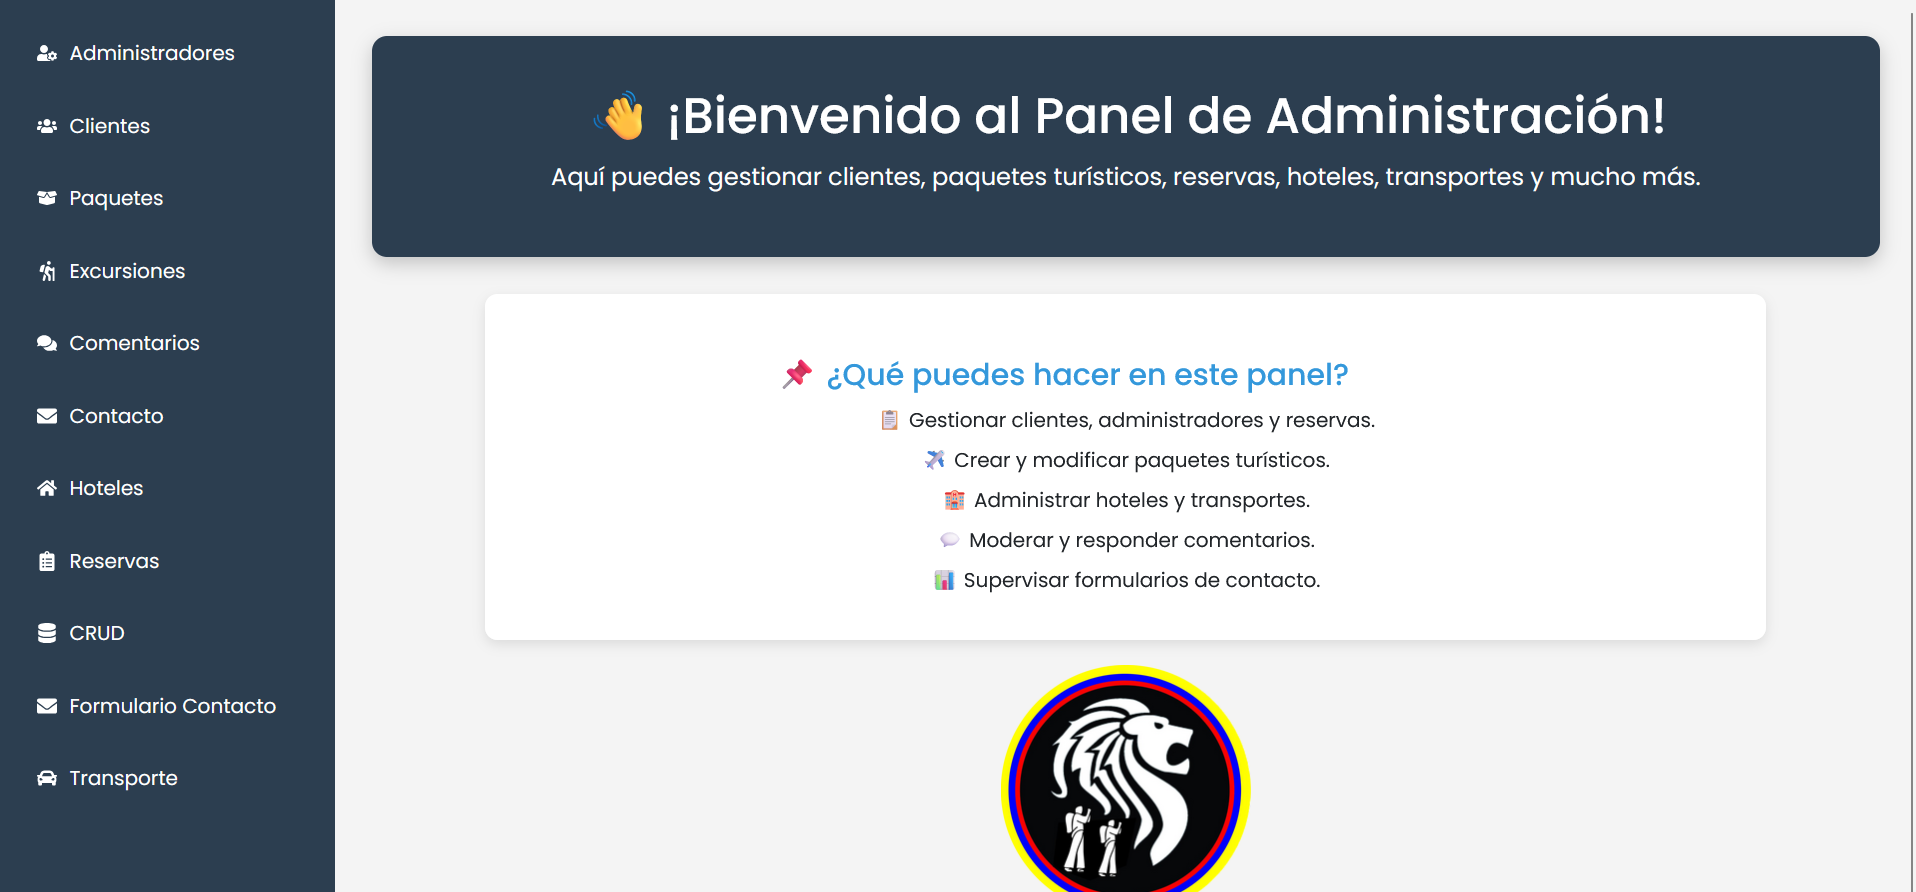 Administradores
Clientes
Paquetes
Excursiones
Comentarios
Contacto
Hoteles
Reservas
CRUD
Formulario Contacto
Transporte
👋 ¡Bienvenido al Panel de Administración!
Aquí puedes gestionar clientes, paquetes turísticos, reservas, hoteles, transportes y mucho más.
📌 ¿Qué puedes hacer en este panel?
📋 Gestionar clientes, administradores y reservas.
✈️ Crear y modificar paquetes turísticos.
🏨 Administrar hoteles y transportes.
💬 Moderar y responder comentarios.
📊 Supervisar formularios de contacto.